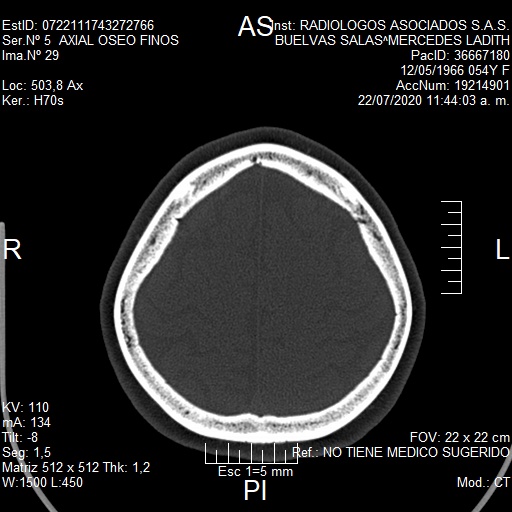 EstID: 0722111743272766
Ser.Nº 5 AXIAL OSEO FINOS
Ima.Nº 29
Loc: 503,8 Ax
Ker.: H70s
AS
Inst: RADIOLOGOS ASOCIADOS S.A.S.
BUELVAS SALAS^MERCEDES LADITH
PacID: 36667180
12/05/1966 054Y F
AccNum: 19214901
22/07/2020 11:44:03 a. m.
R
L
KV: 110
mA: 134
Tilt: -8
Seg: 1,5
Matriz 512 x 512 Thk: 1,2
W:1500 L:450
Esc 1=5 mm
PI
FOV: 22 x 22 cm
Ref.: NO TIENE MEDICO SUGERIDO
Mod.: CT